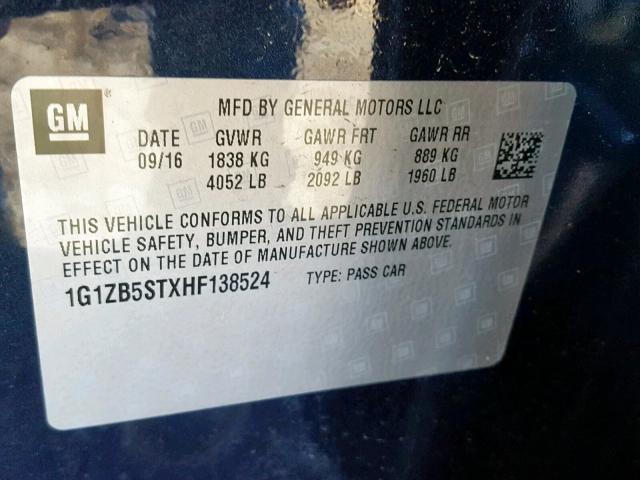 GM
MFD BY GENERAL MOTORS LLC
DATE GVWR GAWR FRT GAWR RR
09/16 1838 KG 949 KG 889 KG
4052 LB 2092 LB 1960 LB
THIS VEHICLE CONFORMS TO ALL APPLICABLE U.S. FEDERAL MOTOR
VEHICLE SAFETY, BUMPER, AND THEFT PREVENTION STANDARDS IN
EFFECT ON THE DATE OF MANUFACTURE SHOWN ABOVE.
1G1ZB5STXHF138524 TYPE: PASS CAR